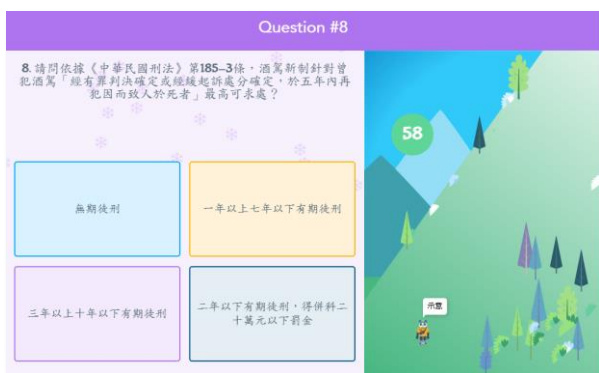 Question #8
8.請問依據《中華民國刑法》第185–3條，酒駕新制針對曾
犯酒駕「經有罪判決確定或經緩起訴處分確定，於五年內再
犯因而致人於死者」最高可求處？
58
無期徒刑
一年以上七年以下有期徒刑
三年以上十年以下有期徒刑
二年以下有期徒刑，得併科二
十萬元以下罰金
示意